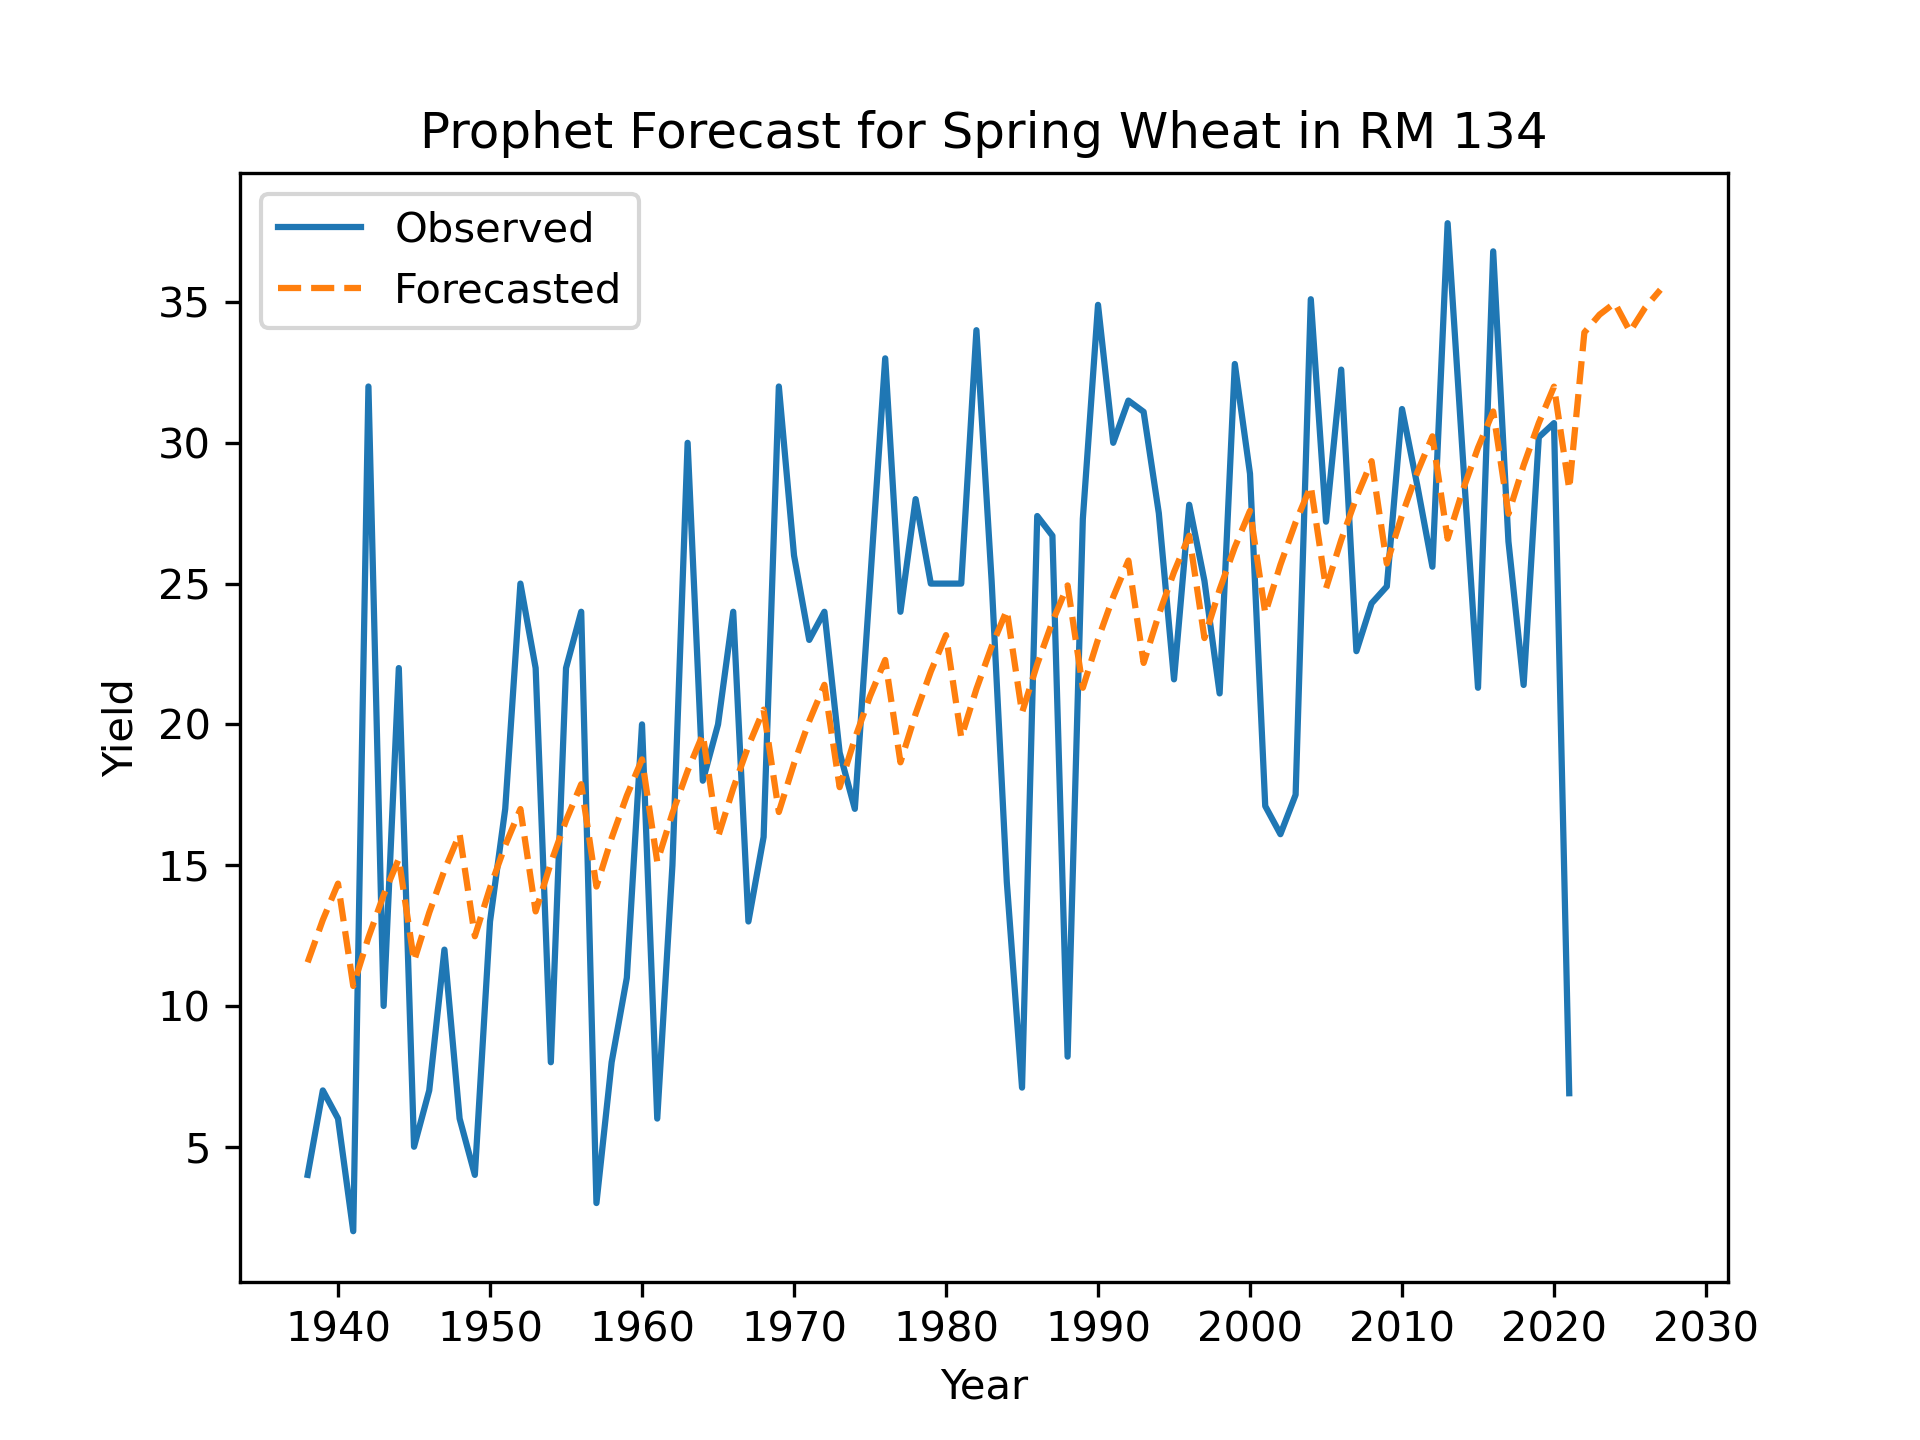 Prophet Forecast for Spring Wheat in RM 134
Observed
Forecasted
35
30
25
20
15
10
5
Yield
1940 1950 1960 1970 1980 1990 2000 2010 2020 2030
Year